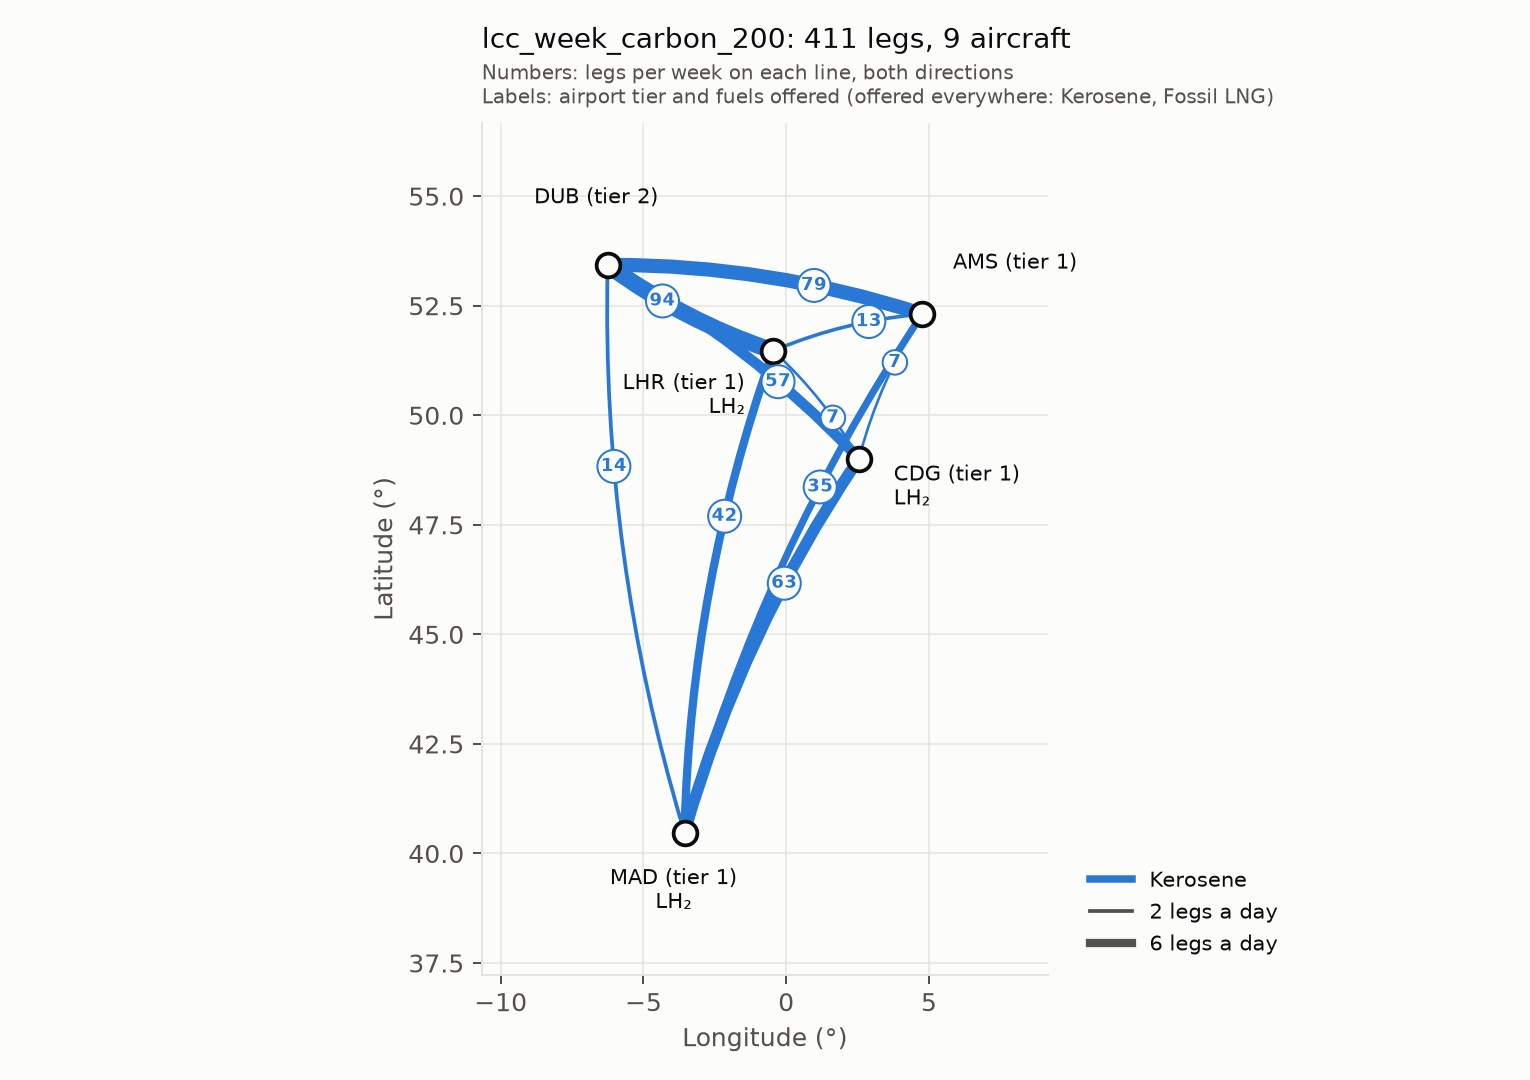 lcc_week_carbon_200: 411 legs, 9 aircraft
Numbers: legs per week on each line, both directions
Labels: airport tier and fuels offered (offered everywhere: Kerosene, Fossil LNG)
55.0
52.5
50.0
47.5
45.0
42.5
40.0
37.5
Latitude (°)
DUB (tier 2)
AMS (tier 1)
79
94
13
7
LHR (tier 1)
LH₂
57
7
14
CDG (tier 1)
LH₂
35
42
63
MAD (tier 1)
LH₂
Kerosene
2 legs a day
6 legs a day
−10
−5
0
5
Longitude (°)